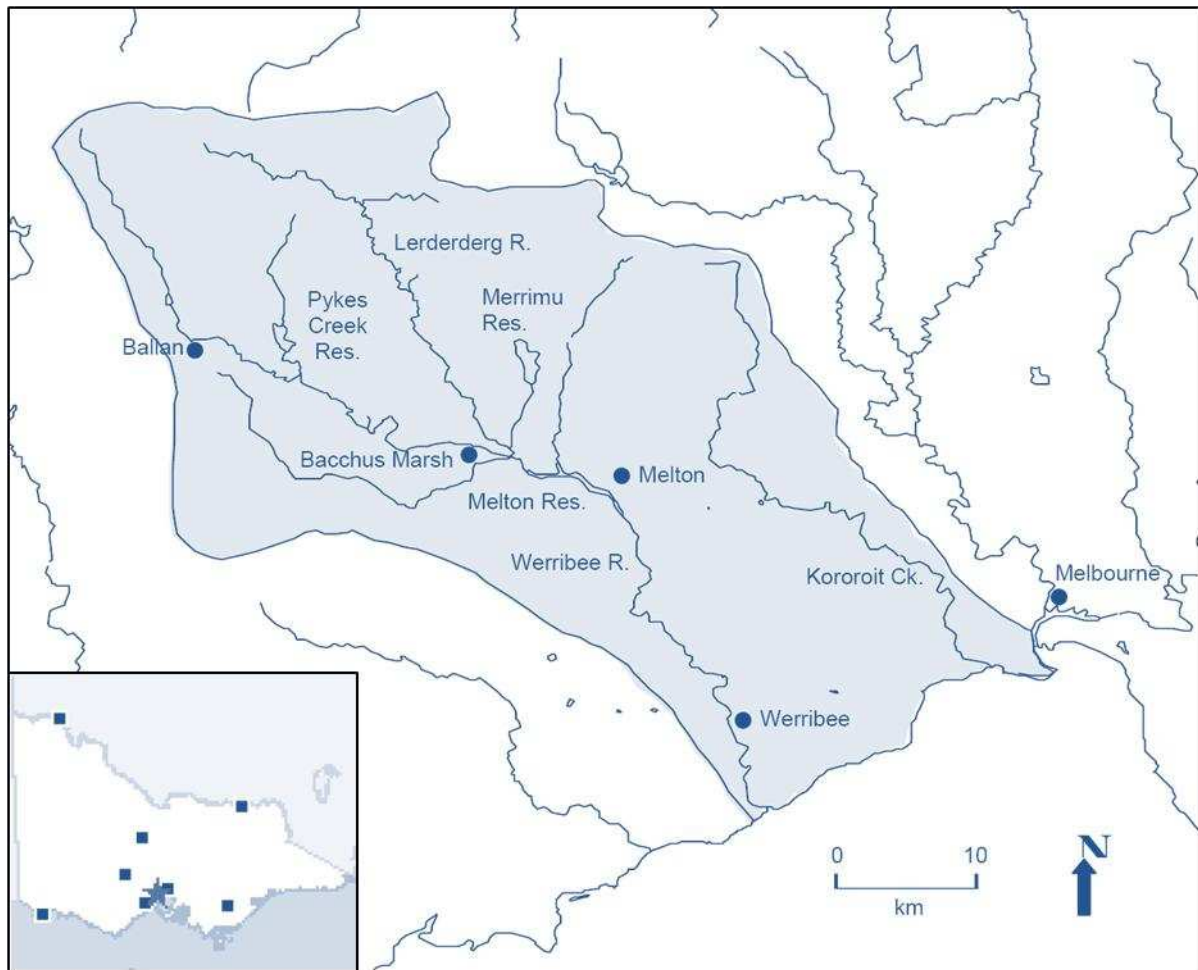 Lerderderg R.
Pykes
Creek
Res.
Merrimu
Res.
Ballan
Bacchus Marsh
Melton
Melton Res.
Werribee R.
Kororoit Ck.
Melbourne
Werribee
0 10
km
N